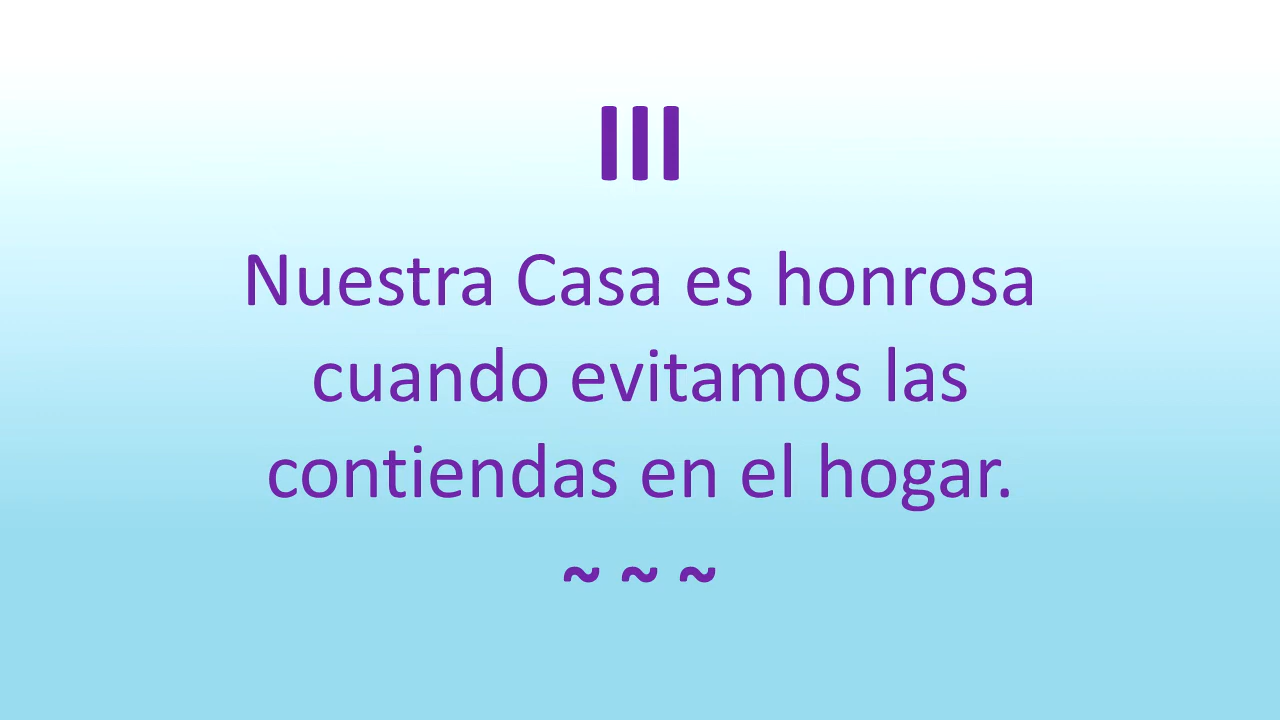 III
Nuestra Casa es honrosa
cuando evitamos las
contiendas en el hogar.
~ ~ ~